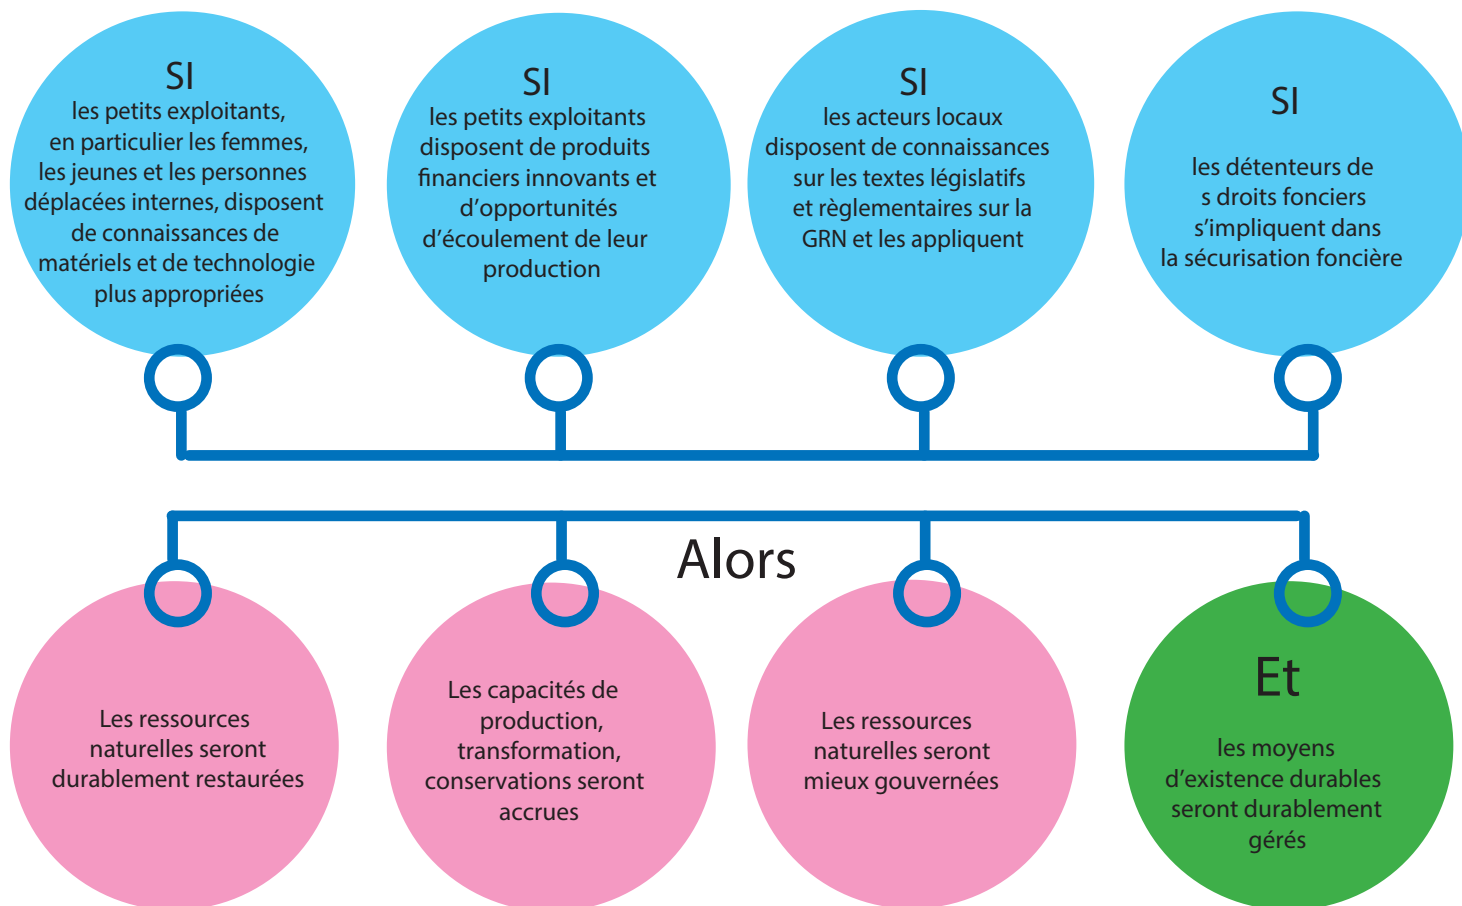 SI
les petits exploitants,
en particulier les femmes,
les jeunes et les personnes
déplacées internes, disposent
de connaissances de
matériels et de technologie
plus appropriées
SI
les petits exploitants
disposent de produits
financiers innovants et
d’opportunités
d’écoulement de leur
production
SI
les acteurs locaux
disposent de connaissances
sur les textes législatifs
et règlementaires sur la
GRN et les appliquent
SI
les détenteurs de
s droits fonciers
s’impliquent dans
la sécurisation foncière
Alors
Les ressources
naturelles seront
durablement restaurées
Les capacités de
production,
transformation,
conservations seront
accrues
Les ressources
naturelles seront
mieux gouvernées
Et
les moyens
d’existence durables
seront durablement
gérés